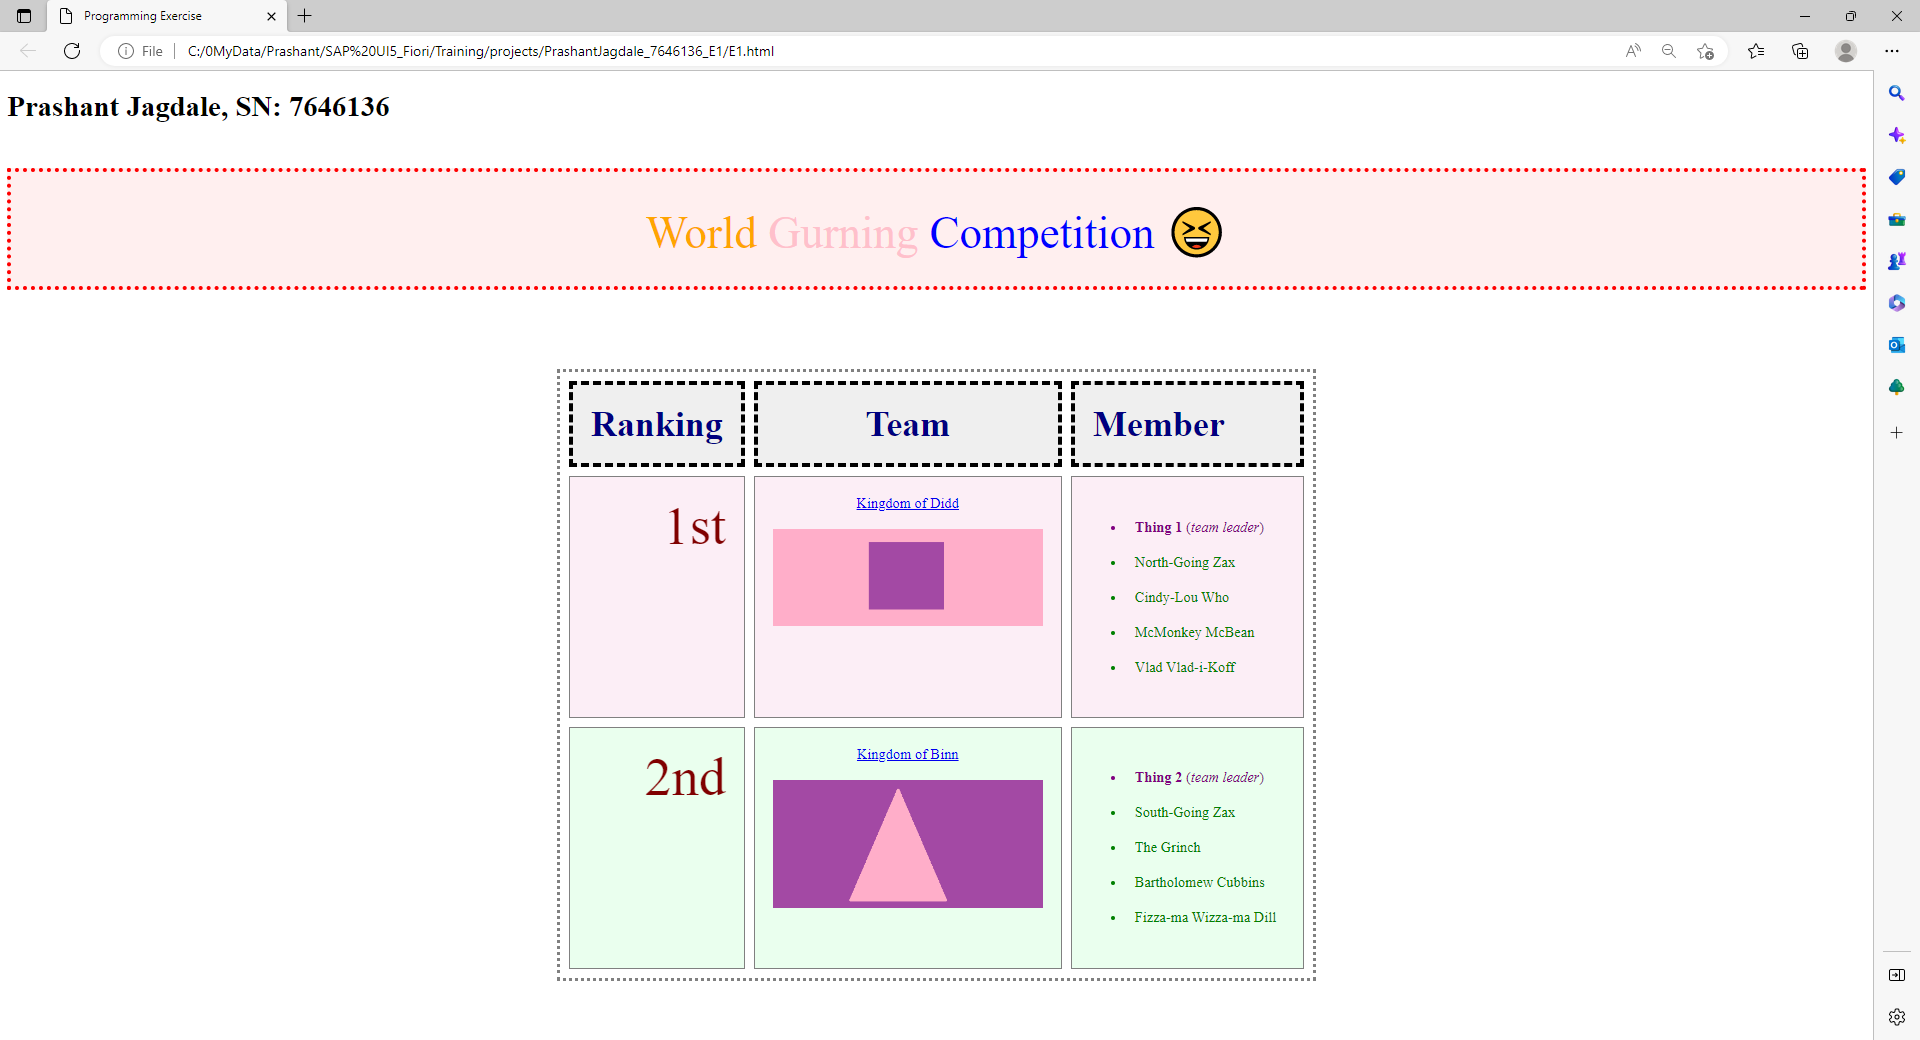 Programming Exercise
File
C:/0MyData/Prashant/SAP%20UI5_Fiori/Training/projects/PrashantJagdale_7646136_E1/E1.html
Prashant Jagdale, SN: 7646136
World Gurning Competition 😆
Ranking
Team
Member
1st
Kingdom of Didd
Thing 1 (team leader)
North-Going Zax
Cindy-Lou Who
McMonkey McBean
Vlad Vlad-i-Koff
2nd
Kingdom of Binn
Thing 2 (team leader)
South-Going Zax
The Grinch
Bartholomew Cubbins
Fizza-ma Wizza-ma Dill